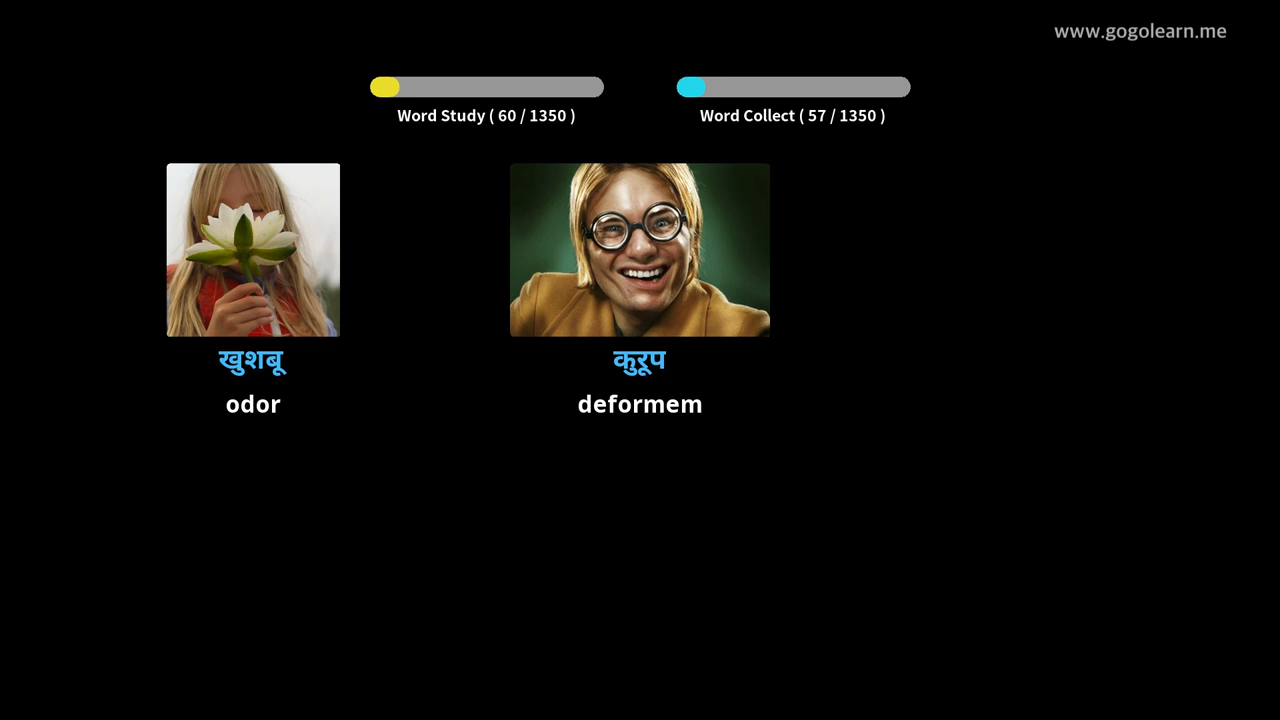 www.gogolearn.me
Word Study ( 60 / 1350 )
Word Collect ( 57 / 1350 )
खुशबू
odor
कुरूप
deformem